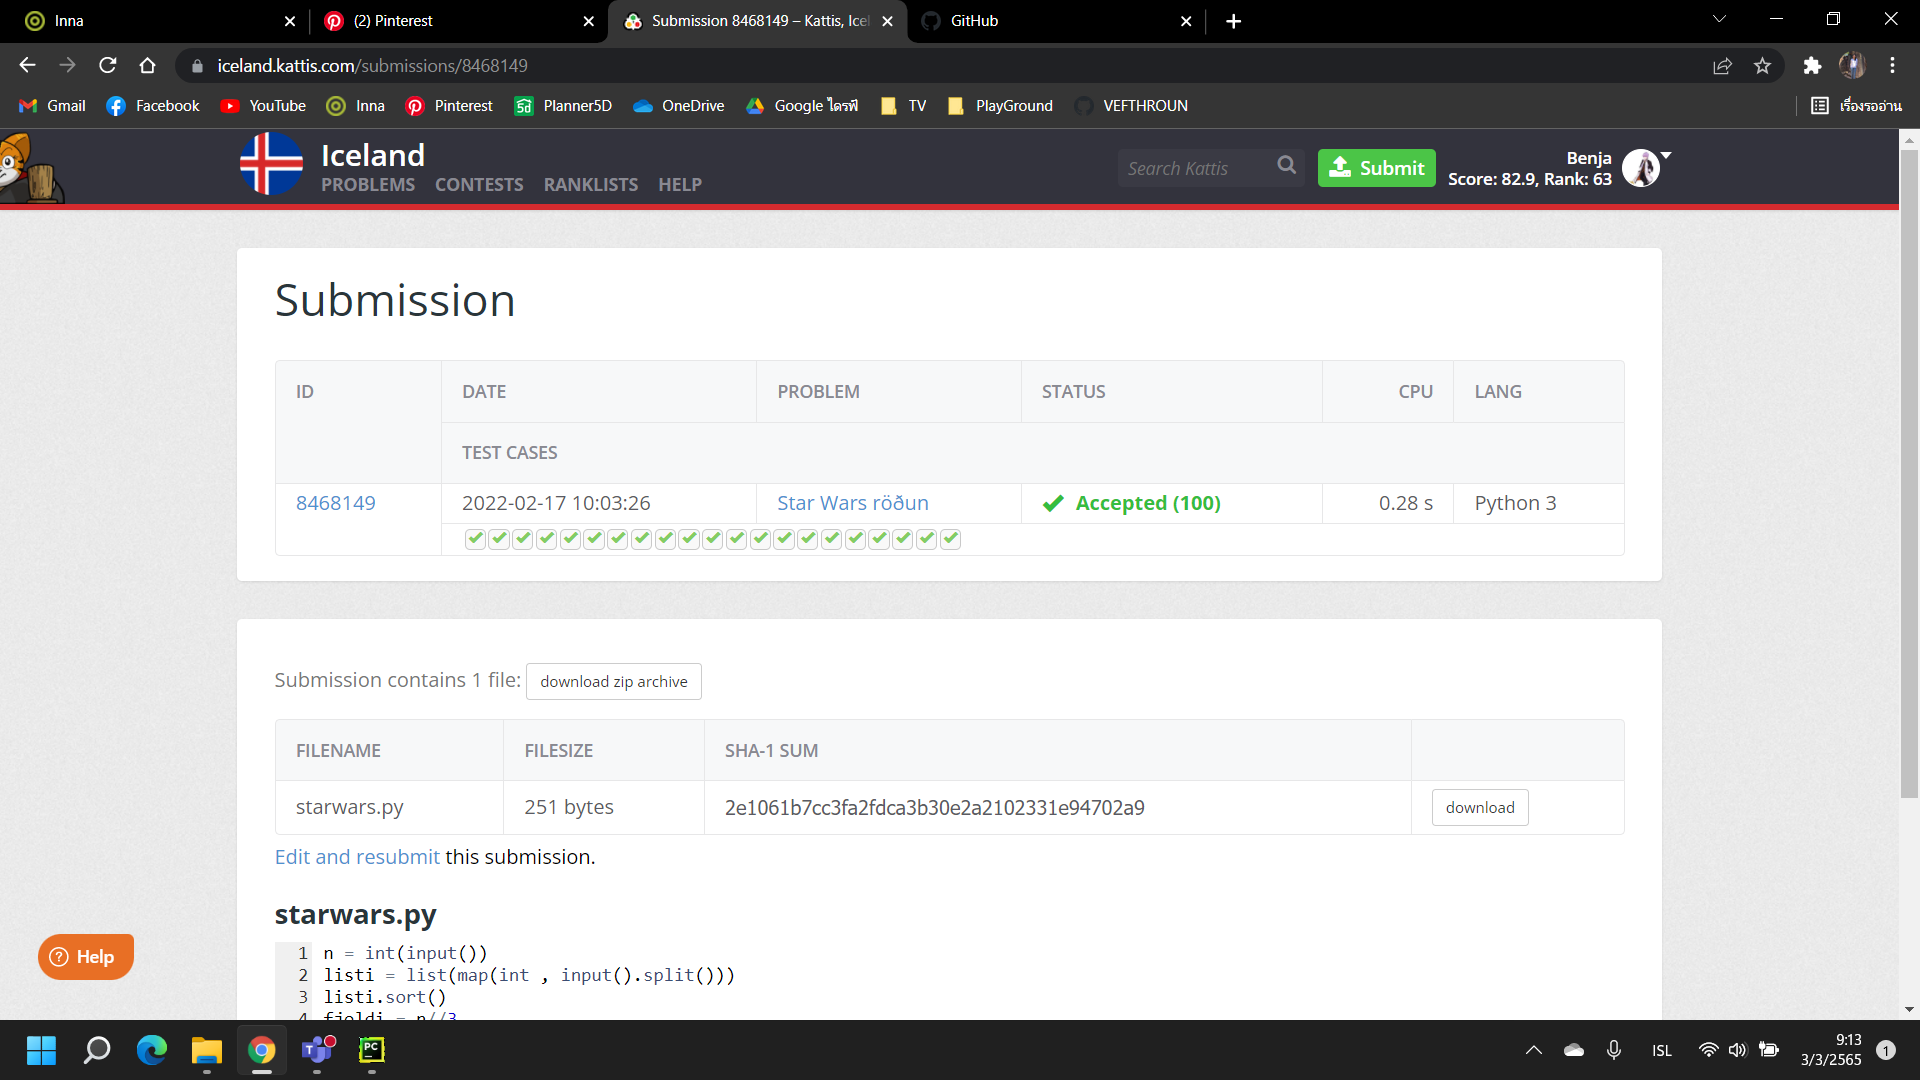 Inna
(2) Pinterest
Submission 8468149 – Kattis, Icel
GitHub
iceland.kattis.com/submissions/8468149
Gmail
Facebook
YouTube
Inna
Pinterest
Planner5D
OneDrive
Google ไดรฟ์
TV
PlayGround
VEFTHROUN
เรื่องรออ่าน
Iceland
PROBLEMS CONTESTS RANKLISTS HELP
Search Kattis
Submit
Benja
Score: 82.9, Rank: 63
Submission
ID DATE PROBLEM STATUS CPU LANG
TEST CASES
8468149 2022-02-17 10:03:26 Star Wars röðun Accepted (100) 0.28 s Python 3
Submission contains 1 file: download zip archive
FILENAME FILESIZE SHA-1 SUM
starwars.py 251 bytes 2e1061b7cc3fa2fdca3b30e2a2102331e94702a9 download
Edit and resubmit this submission.
starwars.py
1 n = int(input())
2 listi = list(map(int , input().split()))
3 listi.sort()
4 fjoldi = n//3
Help
PC
ISL
9:13
3/3/2565
1